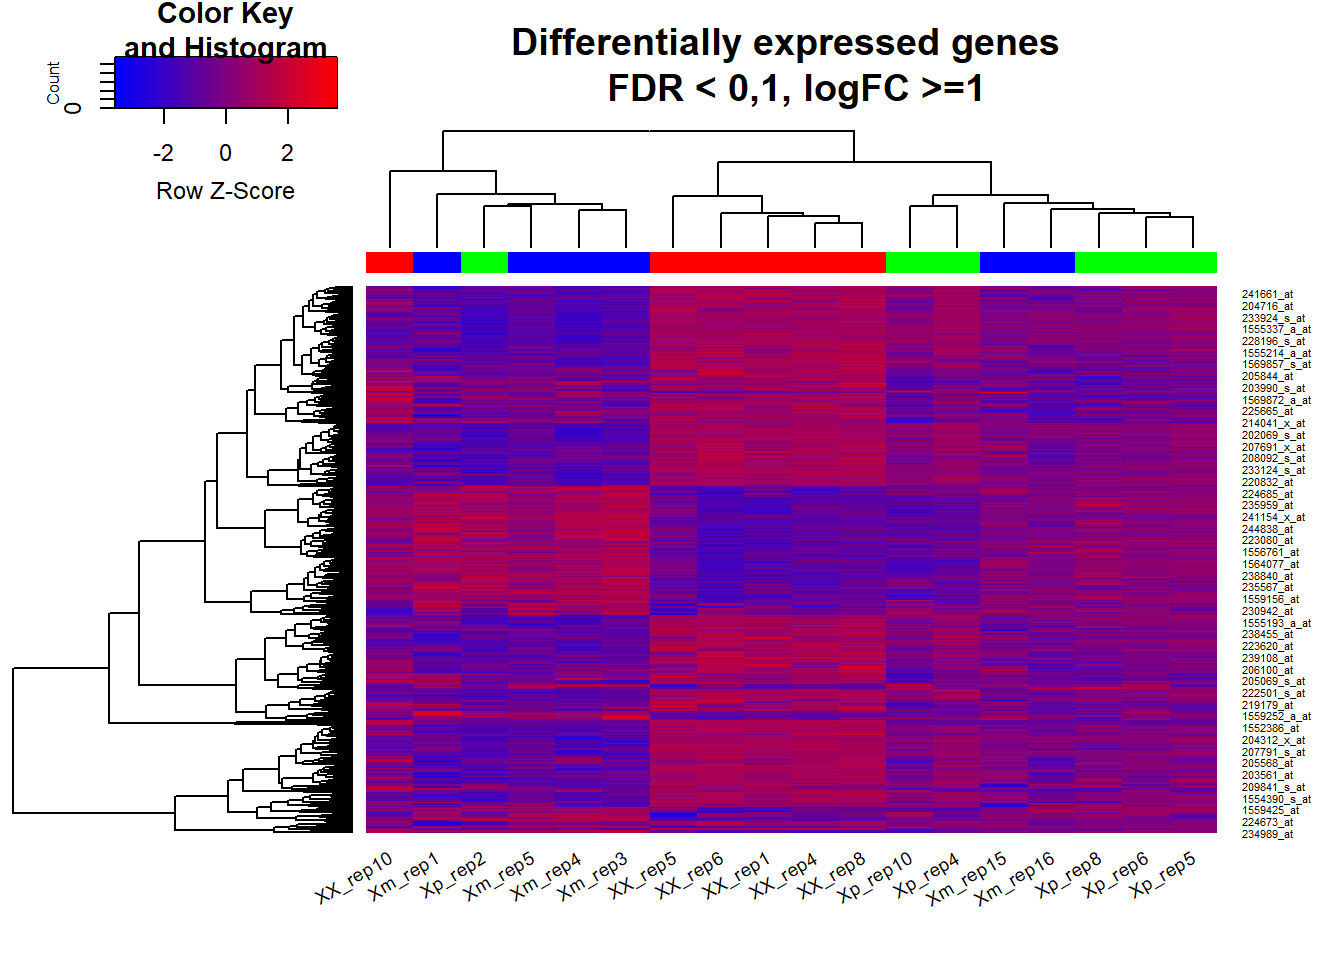 Color Key
and Histogram
Count
0
-2 0 2
Row Z-Score
Differentially expressed genes
FDR < 0,1, logFC >=1
241661_at
204716_at
233924_s_at
1555337_a_at
228196_s_at
1555214_a_at
1569857_s_at
205844_at
203990_s_at
1569872_a_at
225665_at
214041_x_at
202069_s_at
207691_x_at
208092_s_at
233124_s_at
220832_at
224685_at
235959_at
241154_x_at
244838_at
223080_at
1556761_at
1564077_at
238840_at
235567_at
1559156_at
230942_at
1555193_a_at
238455_at
223620_at
239108_at
206100_at
205069_s_at
222501_s_at
219179_at
1559252_a_at
1552386_at
204312_x_at
207791_s_at
205568_at
203561_at
209841_s_at
1554390_s_at
1559425_at
224673_at
234989_at
XX_rep10
Xm_rep1
Xp_rep2
Xm_rep5
Xm_rep4
Xm_rep3
XX_rep5
XX_rep6
XX_rep1
XX_rep4
XX_rep8
Xp_rep10
Xp_rep4
Xm_rep15
Xm_rep16
Xp_rep8
Xp_rep6
Xp_rep5